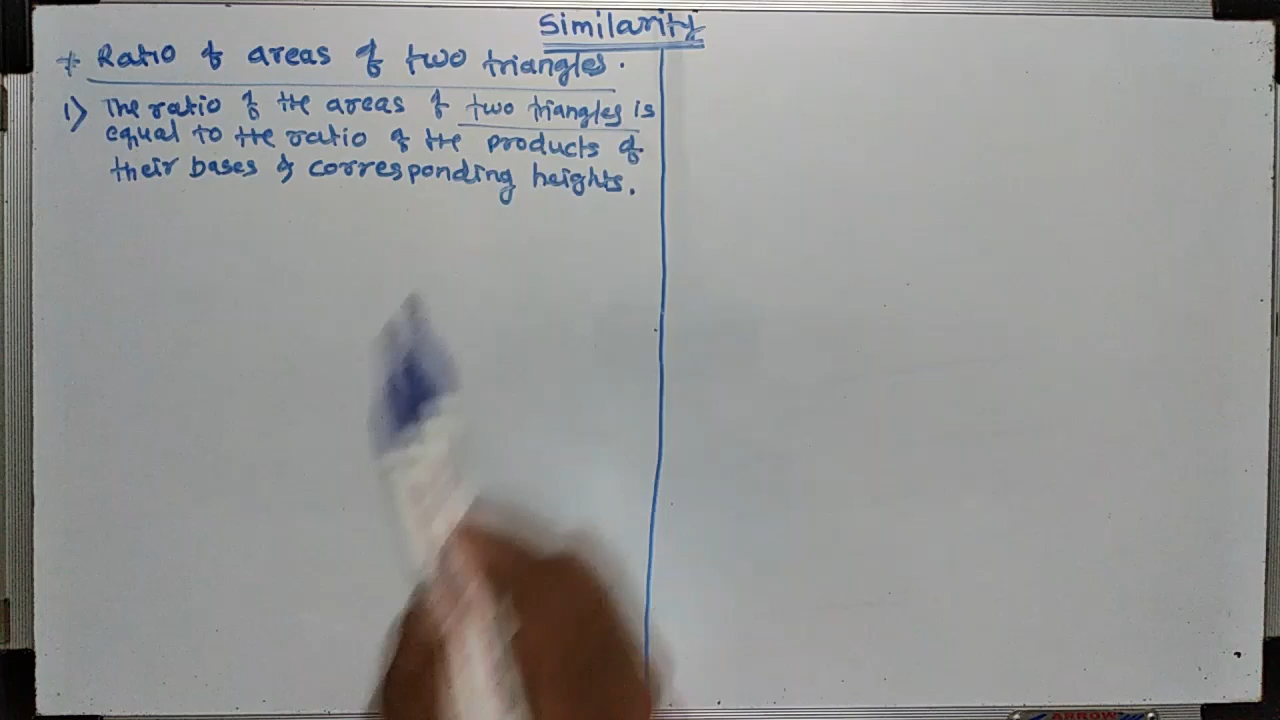 Similarity
* Ratio of areas of two triangles.
1) The ratio of the areas of two triangles is
equal to the ratio of the products of
their bases & corresponding heights.
ARROW